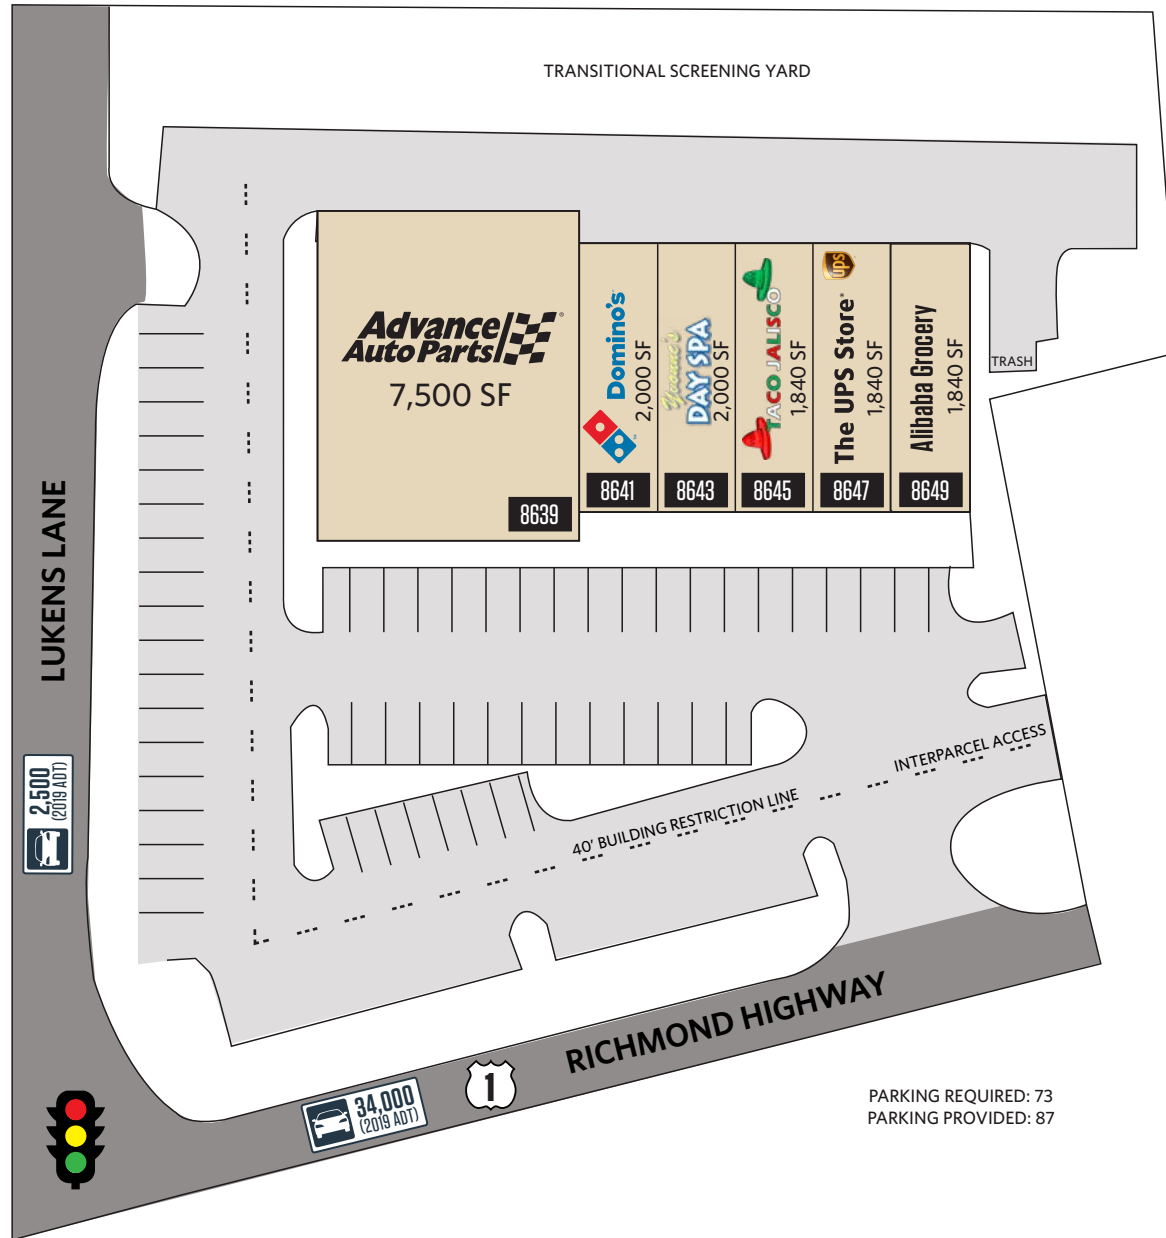 TRANSITIONAL SCREENING YARD
Advance
Auto Parts
7,500 SF
8639
Domino's
2,000 SF
8641
Yvonne's
DAY SPA
2,000 SF
8643
TACO JALISCO
1,840 SF
8645
ups
The UPS Store
1,840 SF
8647
Alibaba Grocery
1,840 SF
8649
TRASH
LUKENS LANE
2,500
(2019 ADT)
INTERPARCEL ACCESS
40' BUILDING RESTRICTION LINE
RICHMOND HIGHWAY
1
34,000
(2019 ADT)
PARKING REQUIRED: 73
PARKING PROVIDED: 87